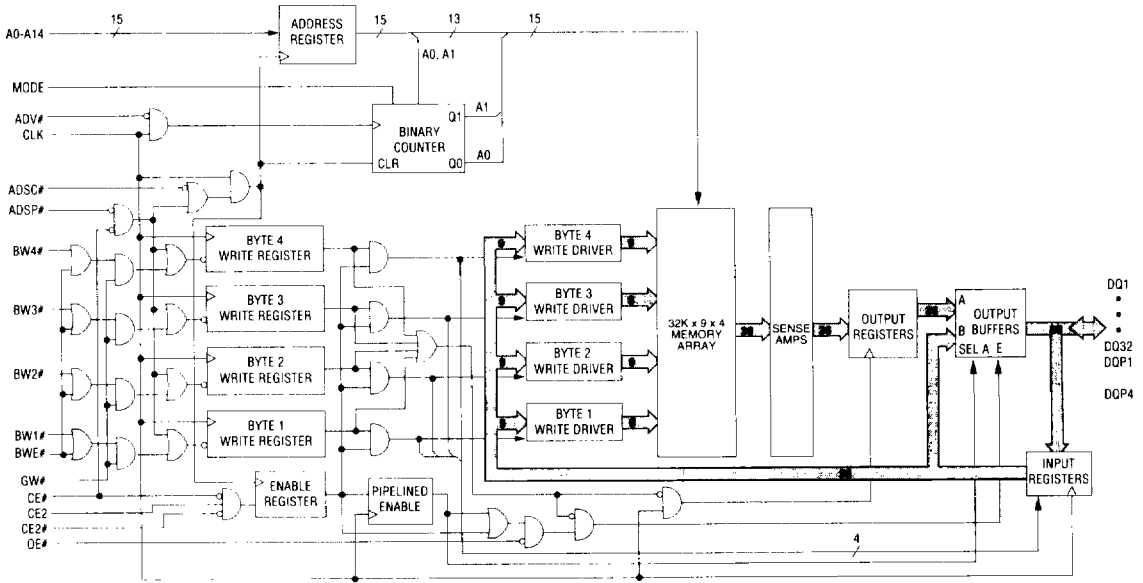 A0-A14
15
ADDRESS
REGISTER
15
13
15
A0, A1
MODE
ADV#
CLK
BINARY
COUNTER
Q1
A1
CLR
Q0
A0
ADSC#
ADSP#
BW4#
BYTE 4
WRITE REGISTER
BYTE 4
WRITE DRIVER
BW3#
BYTE 3
WRITE REGISTER
BYTE 3
WRITE DRIVER
BW2#
BYTE 2
WRITE REGISTER
BYTE 2
WRITE DRIVER
BW1#
BWE#
BYTE 1
WRITE REGISTER
BYTE 1
WRITE DRIVER
32K x 9 x 4
MEMORY
ARRAY
SENSE
AMPS
OUTPUT
REGISTERS
A
OUTPUT
B BUFFERS
SEL A E
DQ1
DQ32
DQP1
DQP4
GW#
CE#
CE2
CE2#
OE#
ENABLE
REGISTER
PIPELINED
ENABLE
INPUT
REGISTERS
4